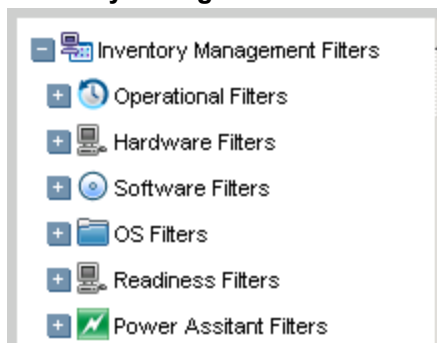 Inventory Management Filters
Operational Filters
Hardware Filters
Software Filters
OS Filters
Readiness Filters
Power Assitant Filters